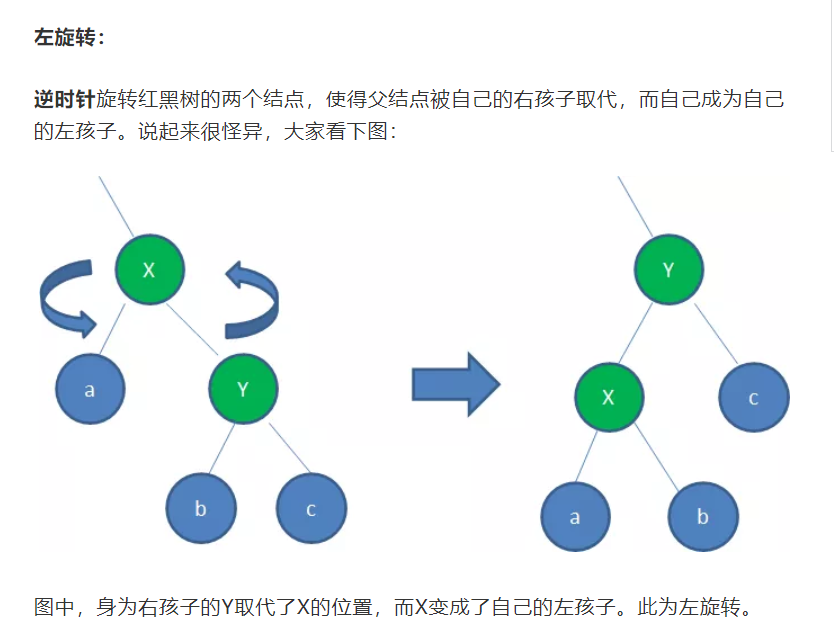 左旋转：
逆时针旋转红黑树的两个结点，使得父结点被自己的右孩子取代，而自己成为自己
的左孩子。说起来很怪异，大家看下图：
X
Y
a
Y
X
c
b
c
a
b
图中，身为右孩子的Y取代了X的位置，而X变成了自己的左孩子。此为左旋转。